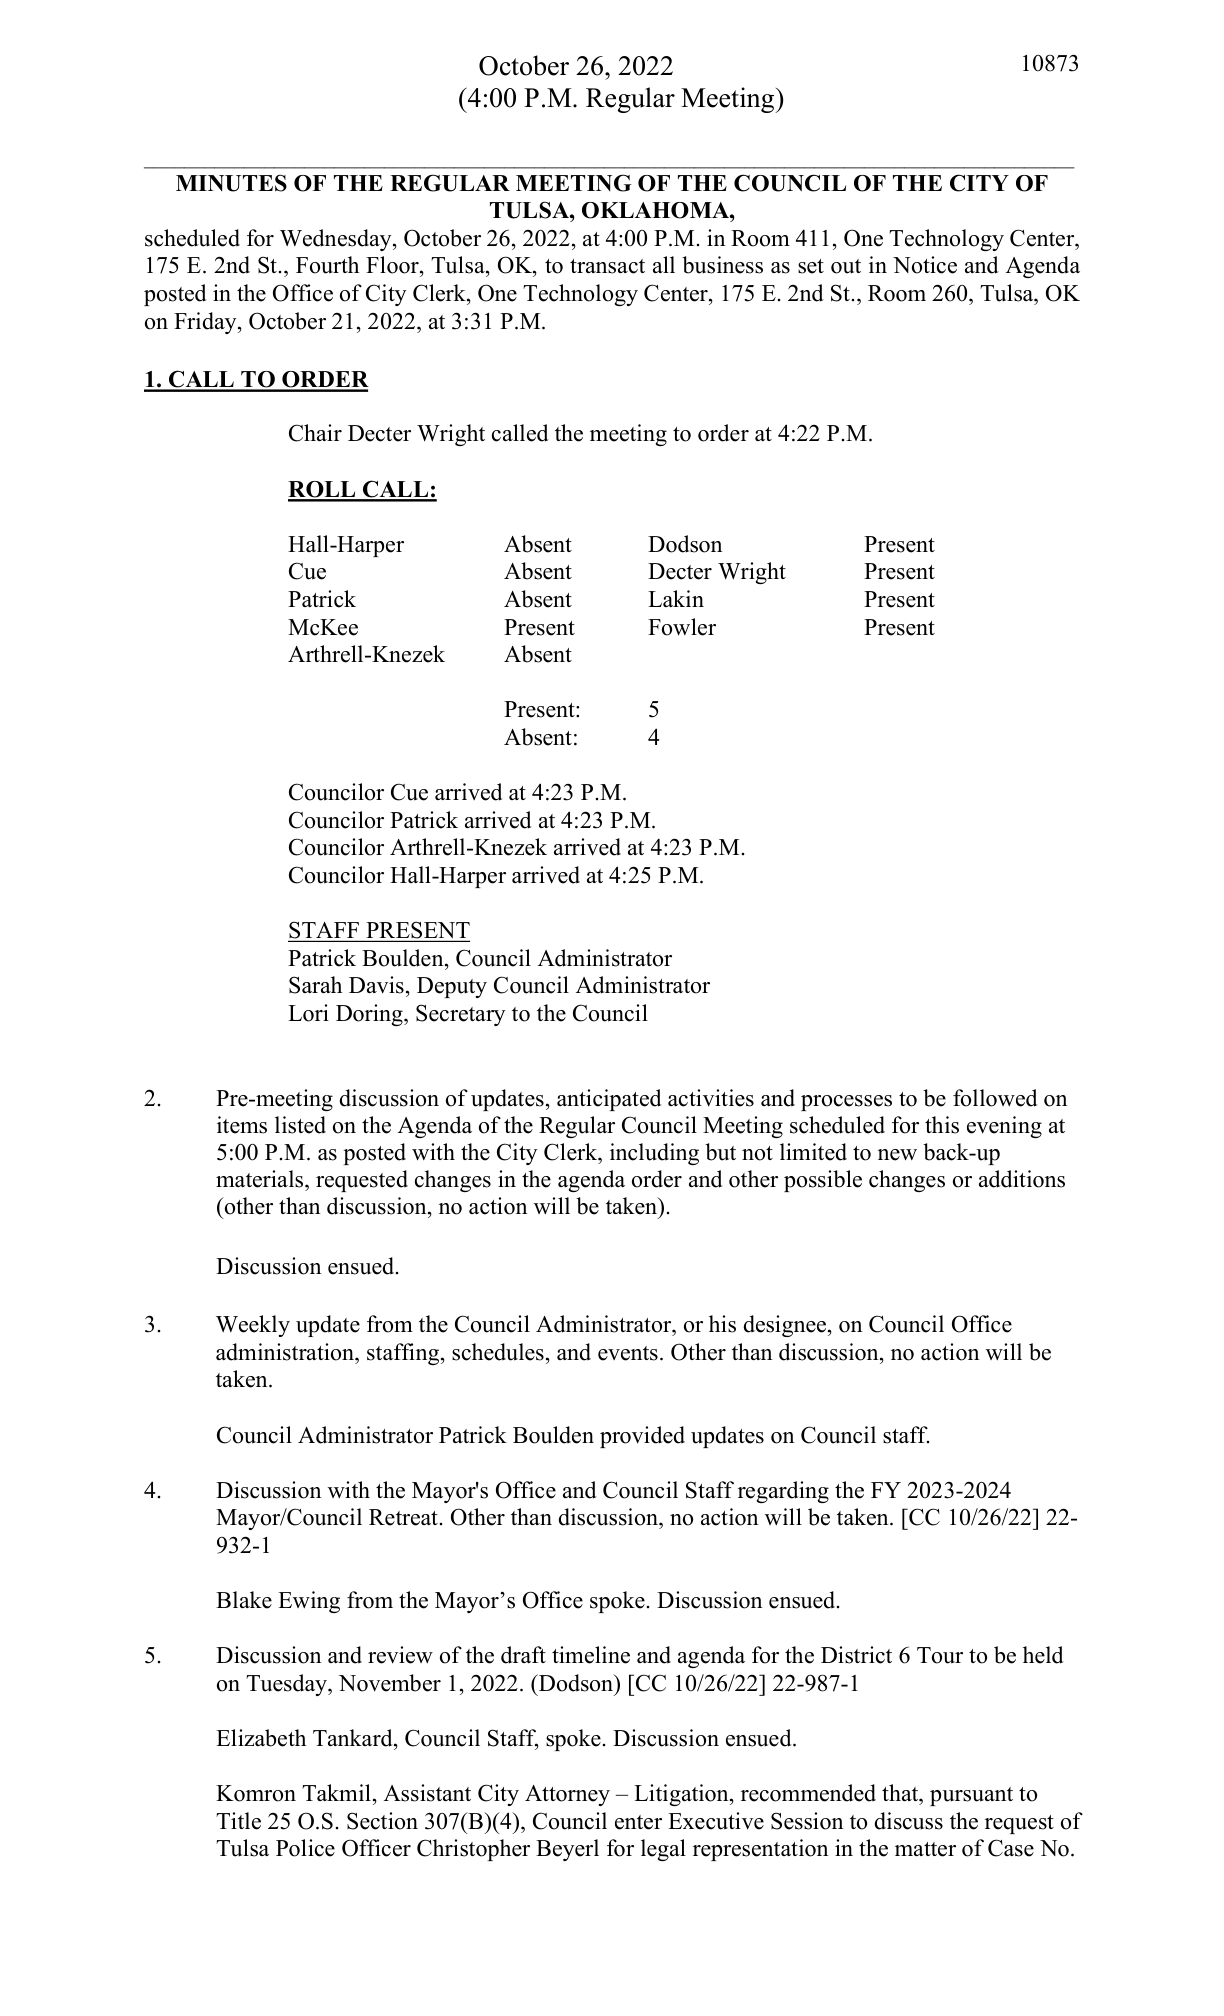 October 26, 2022 10873
(4:00 P.M. Regular Meeting)
MINUTES OF THE REGULAR MEETING OF THE COUNCIL OF THE CITY OF
TULSA, OKLAHOMA,
scheduled for Wednesday, October 26, 2022, at 4:00 P.M. in Room 411, One Technology Center,
175 E. 2nd St., Fourth Floor, Tulsa, OK, to transact all business as set out in Notice and Agenda
posted in the Office of City Clerk, One Technology Center, 175 E. 2nd St., Room 260, Tulsa, OK
on Friday, October 21, 2022, at 3:31 P.M.
1. CALL TO ORDER
Chair Decter Wright called the meeting to order at 4:22 P.M.
ROLL CALL:
Hall-Harper Absent Dodson Present
Cue Absent Decter Wright Present
Patrick Absent Lakin Present
McKee Present Fowler Present
Arthrell-Knezek Absent
Present: 5
Absent: 4
Councilor Cue arrived at 4:23 P.M.
Councilor Patrick arrived at 4:23 P.M.
Councilor Arthrell-Knezek arrived at 4:23 P.M.
Councilor Hall-Harper arrived at 4:25 P.M.
STAFF PRESENT
Patrick Boulden, Council Administrator
Sarah Davis, Deputy Council Administrator
Lori Doring, Secretary to the Council
2. Pre-meeting discussion of updates, anticipated activities and processes to be followed on
items listed on the Agenda of the Regular Council Meeting scheduled for this evening at
5:00 P.M. as posted with the City Clerk, including but not limited to new back-up
materials, requested changes in the agenda order and other possible changes or additions
(other than discussion, no action will be taken).
Discussion ensued.
3. Weekly update from the Council Administrator, or his designee, on Council Office
administration, staffing, schedules, and events. Other than discussion, no action will be
taken.
Council Administrator Patrick Boulden provided updates on Council staff.
4. Discussion with the Mayor's Office and Council Staff regarding the FY 2023-2024
Mayor/Council Retreat. Other than discussion, no action will be taken. [CC 10/26/22] 22-
932-1
Blake Ewing from the Mayor’s Office spoke. Discussion ensued.
5. Discussion and review of the draft timeline and agenda for the District 6 Tour to be held
on Tuesday, November 1, 2022. (Dodson) [CC 10/26/22] 22-987-1
Elizabeth Tankard, Council Staff, spoke. Discussion ensued.
Komron Takmil, Assistant City Attorney – Litigation, recommended that, pursuant to
Title 25 O.S. Section 307(B)(4), Council enter Executive Session to discuss the request of
Tulsa Police Officer Christopher Beyerl for legal representation in the matter of Case No.